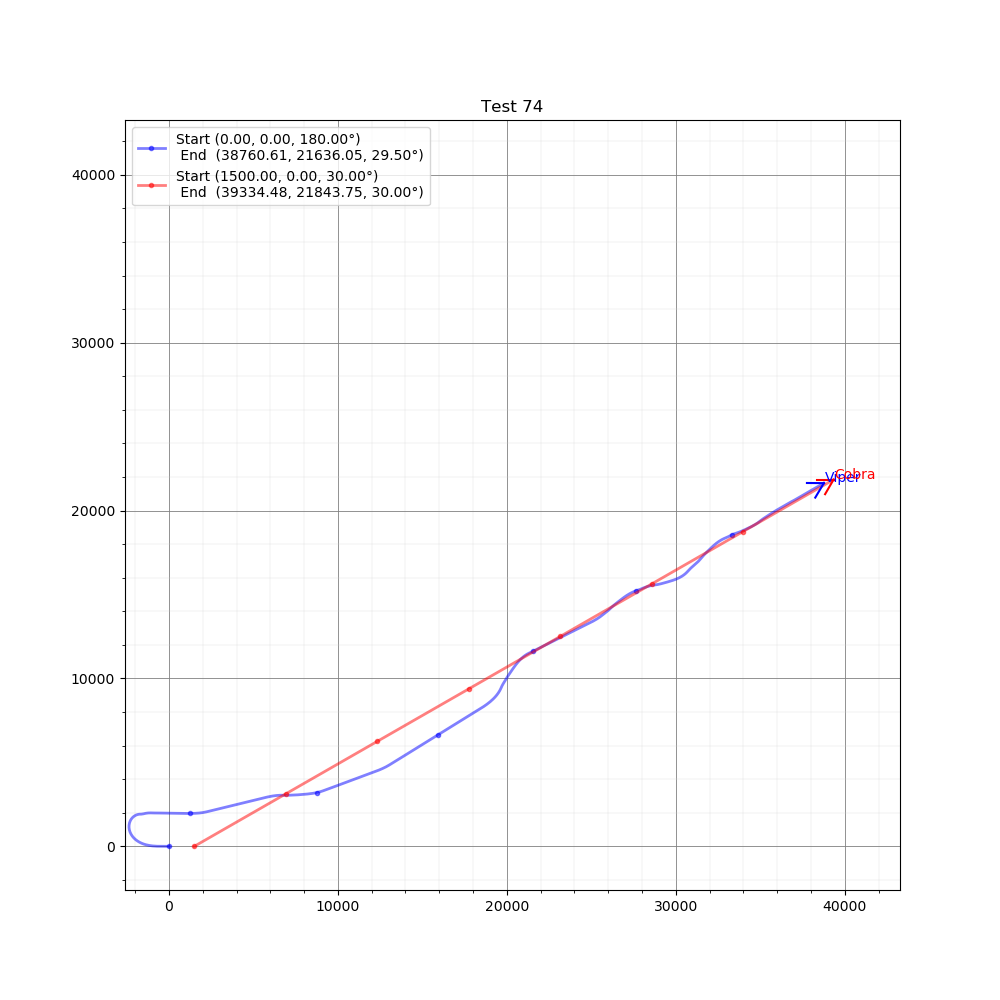 Test 74
Start (0.00, 0.00, 180.00°)
End  (38760.61, 21636.05, 29.50°)
Start (1500.00, 0.00, 30.00°)
End  (39334.48, 21843.75, 30.00°)
40000
30000
20000
10000
0
Cobra
Viper
0
10000
20000
30000
40000